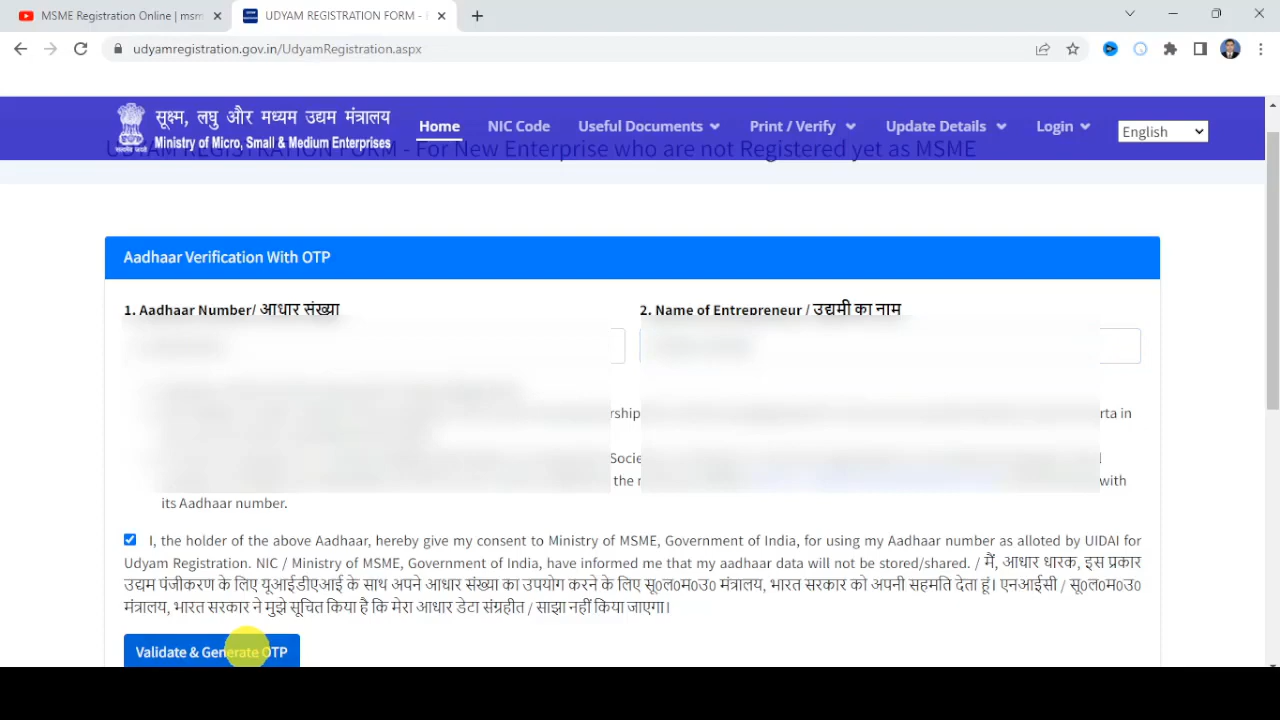 MSME Registration Online | msm
UDYAM REGISTRATION FORM - F
udyamregistration.gov.in/UdyamRegistration.aspx
सूक्ष्म, लघु और मध्यम उद्यम मंत्रालय
Ministry of Micro, Small & Medium Enterprises
Home NIC Code Useful Documents Print / Verify Update Details Login English
UDYAM REGISTRATION FORM - For New Enterprise who are not Registered yet as MSME
Aadhaar Verification With OTP
1. Aadhaar Number/ आधार संख्या
2. Name of Entrepreneur / उद्यमी का नाम
rship
rta in
Socie
the
with
its Aadhaar number.
I, the holder of the above Aadhaar, hereby give my consent to Ministry of MSME, Government of India, for using my Aadhaar number as alloted by UIDAI for
Udyam Registration. NIC / Ministry of MSME, Government of India, have informed me that my aadhaar data will not be stored/shared. / मैं, आधार धारक, इस प्रकार
उद्यम पंजीकरण के लिए यूआईडीएआई के साथ अपने आधार संख्या का उपयोग करने के लिए सू0ल0म0उ0 मंत्रालय, भारत सरकार को अपनी सहमति देता हूं। एनआईसी / सू0ल0म0उ0
मंत्रालय, भारत सरकार ने मुझे सूचित किया है कि मेरा आधार डेटा संग्रहीत / साझा नहीं किया जाएगा।
Validate & Generate OTP